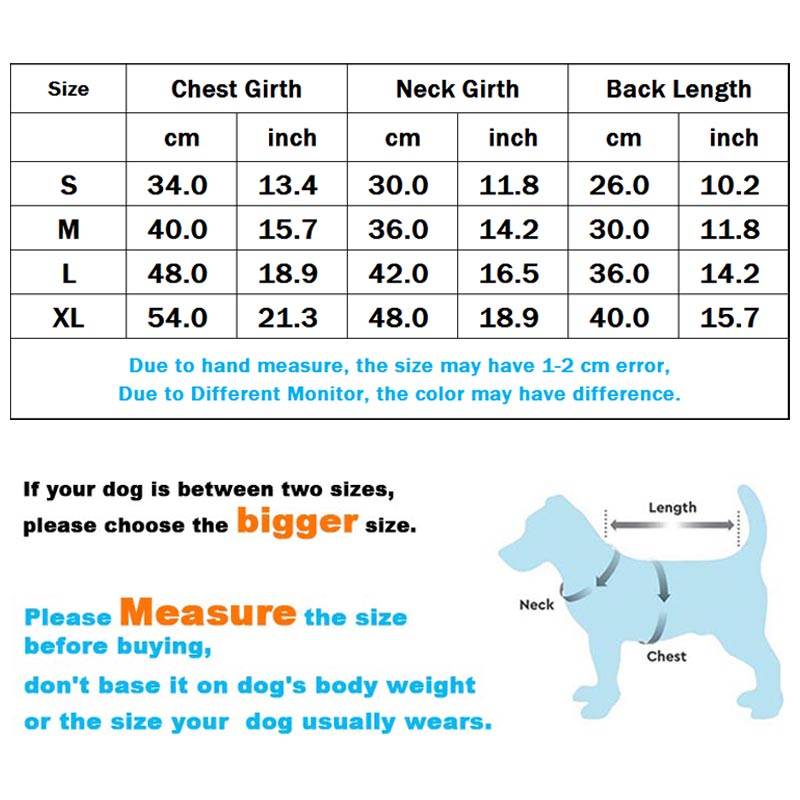 Size Chest Girth Neck Girth Back Length
cm inch cm inch cm inch
S 34.0 13.4 30.0 11.8 26.0 10.2
M 40.0 15.7 36.0 14.2 30.0 11.8
L 48.0 18.9 42.0 16.5 36.0 14.2
XL 54.0 21.3 48.0 18.9 40.0 15.7
Due to hand measure, the size may have 1-2 cm error,
Due to Different Monitor, the color may have difference.
If your dog is between two sizes,
please choose the bigger size.
Please Measure the size
before buying,
don't base it on dog's body weight
or the size your dog usually wears.
Length
Neck
Chest